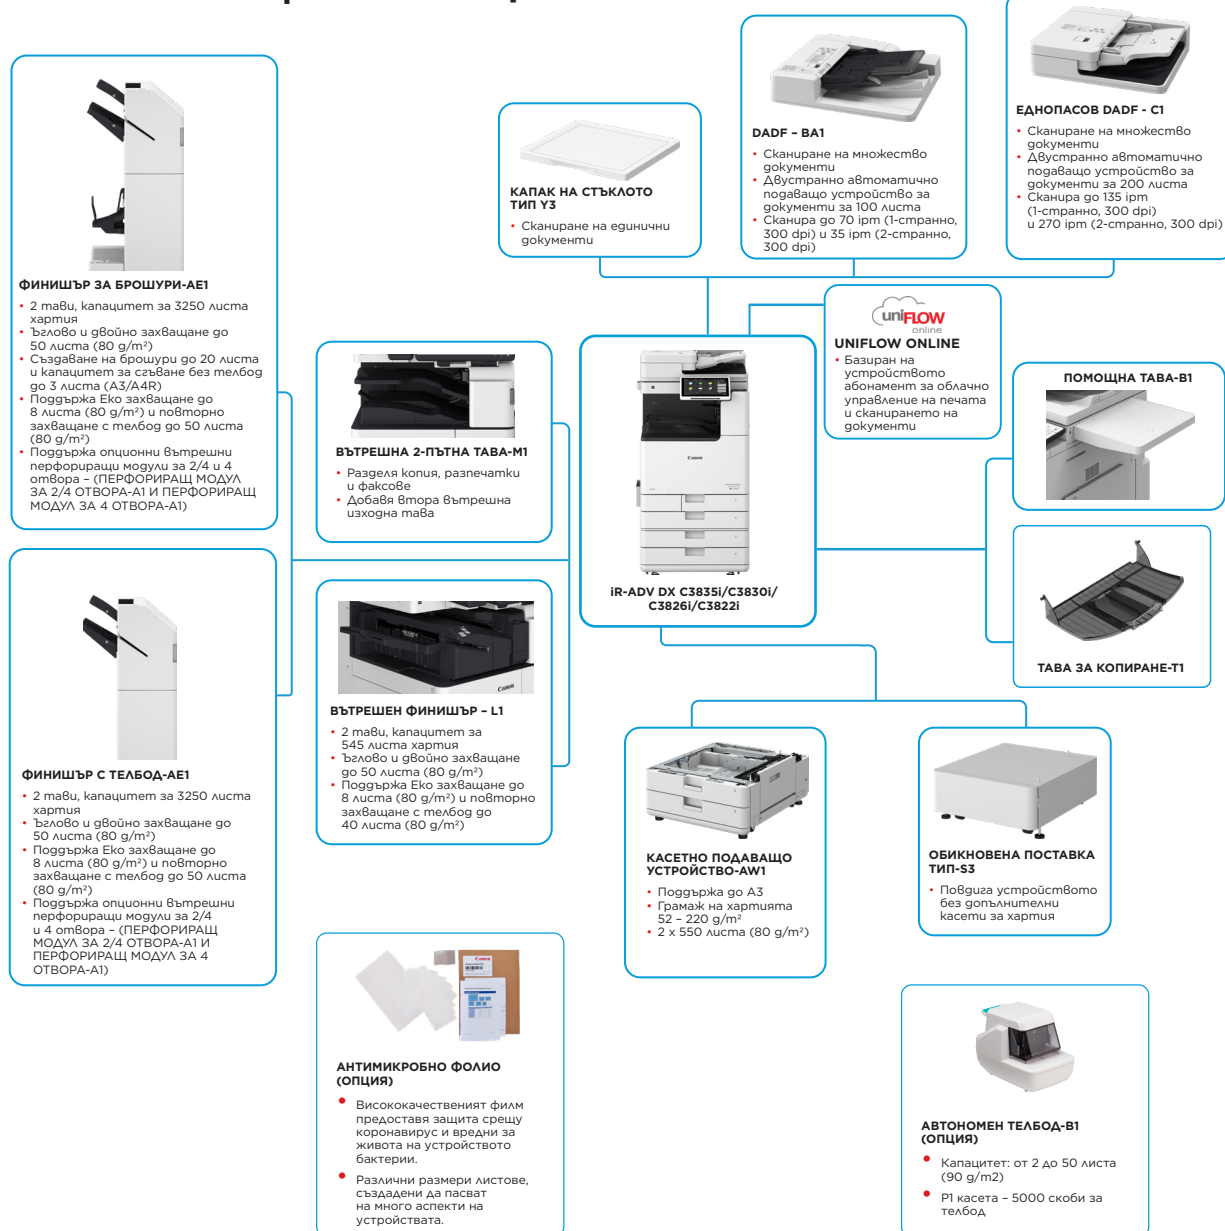 ФИНИШЪР ЗА БРОШУРИ-AE1
• 2 тави, капацитет за 3250 листа
хартия
• Ъглово и двойно захващане до
50 листа (80 g/m²)
• Създаване на брошури до 20 листа
и капацитет за сгъване без телбод
до 3 листа (A3/A4R)
• Поддържа Еко захващане до
8 листа (80 g/m²) и повторно
захващане с телбод до 50 листа
(80 g/m²)
• Поддържа опционни вътрешни
перфориращи модули за 2/4 и 4
отвора – (ПЕРФОРИРАЩ МОДУЛ
ЗА 2/4 ОТВОРА-A1 И ПЕРФОРИРАЩ
МОДУЛ ЗА 4 ОТВОРА-A1)
ФИНИШЪР С ТЕЛБОД-AE1
• 2 тави, капацитет за 3250 листа
хартия
• Ъглово и двойно захващане до
50 листа (80 g/m²)
• Поддържа Еко захващане до
8 листа (80 g/m²) и повторно
захващане с телбод до 50 листа
(80 g/m²)
• Поддържа опционни вътрешни
перфориращи модули за 2/4
и 4 отвора – (ПЕРФОРИРАЩ
МОДУЛ ЗА 2/4 ОТВОРА-A1 И
ПЕРФОРИРАЩ МОДУЛ ЗА 4
ОТВОРА-A1)
ВЪТРЕШНА 2-ПЪТНА ТАВА-M1
• Разделя копия, разпечатки
и факсове
• Добавя втора вътрешна
изходна тава
Canon
ВЪТРЕШЕН ФИНИШЪР – L1
• 2 тави, капацитет за
545 листа хартия
• Ъглово и двойно захващане
до 50 листа (80 g/m²)
• Поддържа Еко захващане до
8 листа (80 g/m²) и повторно
захващане с телбод до
40 листа (80 g/m²)
Canon
АНТИМИКРОБНО ФОЛИО
(ОПЦИЯ)
• Висококачественият филм
предоставя защита срещу
коронавирус и вредни за
живота на устройството
бактерии.
• Различни размери листове,
създадени да пасват
на много аспекти на
устройствата.
КАПАК НА СТЪКЛОТО
ТИП Y3
• Сканиране на единични
документи
DADF – BA1
• Сканиране на множество
документи
• Двустранно автоматично
подаващо устройство за
документи за 100 листа
• Сканира до 70 ipm (1-странно,
300 dpi) и 35 ipm (2-странно,
300 dpi)
ЕДНОПАСОВ DADF - C1
• Сканиране на множество
документи
• Двустранно автоматично
подаващо устройство за
документи за 200 листа
• Сканира до 135 ipm
(1-странно, 300 dpi)
и 270 ipm (2-странно, 300 dpi)
uniFLOW
online
UNIFLOW ONLINE
• Базиран на
устройството
абонамент за облачно
управление на печата
и сканирането на
документи
Canon
iR-ADV DX C3835i/C3830i/
C3826i/C3822i
ПОМОЩНА ТАВА-B1
ТАВА ЗА КОПИРАНЕ-T1
КАСЕТНО ПОДАВАЩО
УСТРОЙСТВО-AW1
• Поддържа до A3
• Грамаж на хартията
52 – 220 g/m²
• 2 x 550 листа (80 g/m²)
ОБИКНОВЕНА ПОСТАВКА
ТИП-S3
• Повдига устройството
без допълнителни
касети за хартия
АВТОНОМЕН ТЕЛБОД-B1
(ОПЦИЯ)
• Капацитет: от 2 до 50 листа
(90 g/m2)
• P1 касета – 5000 скоби за
телбод